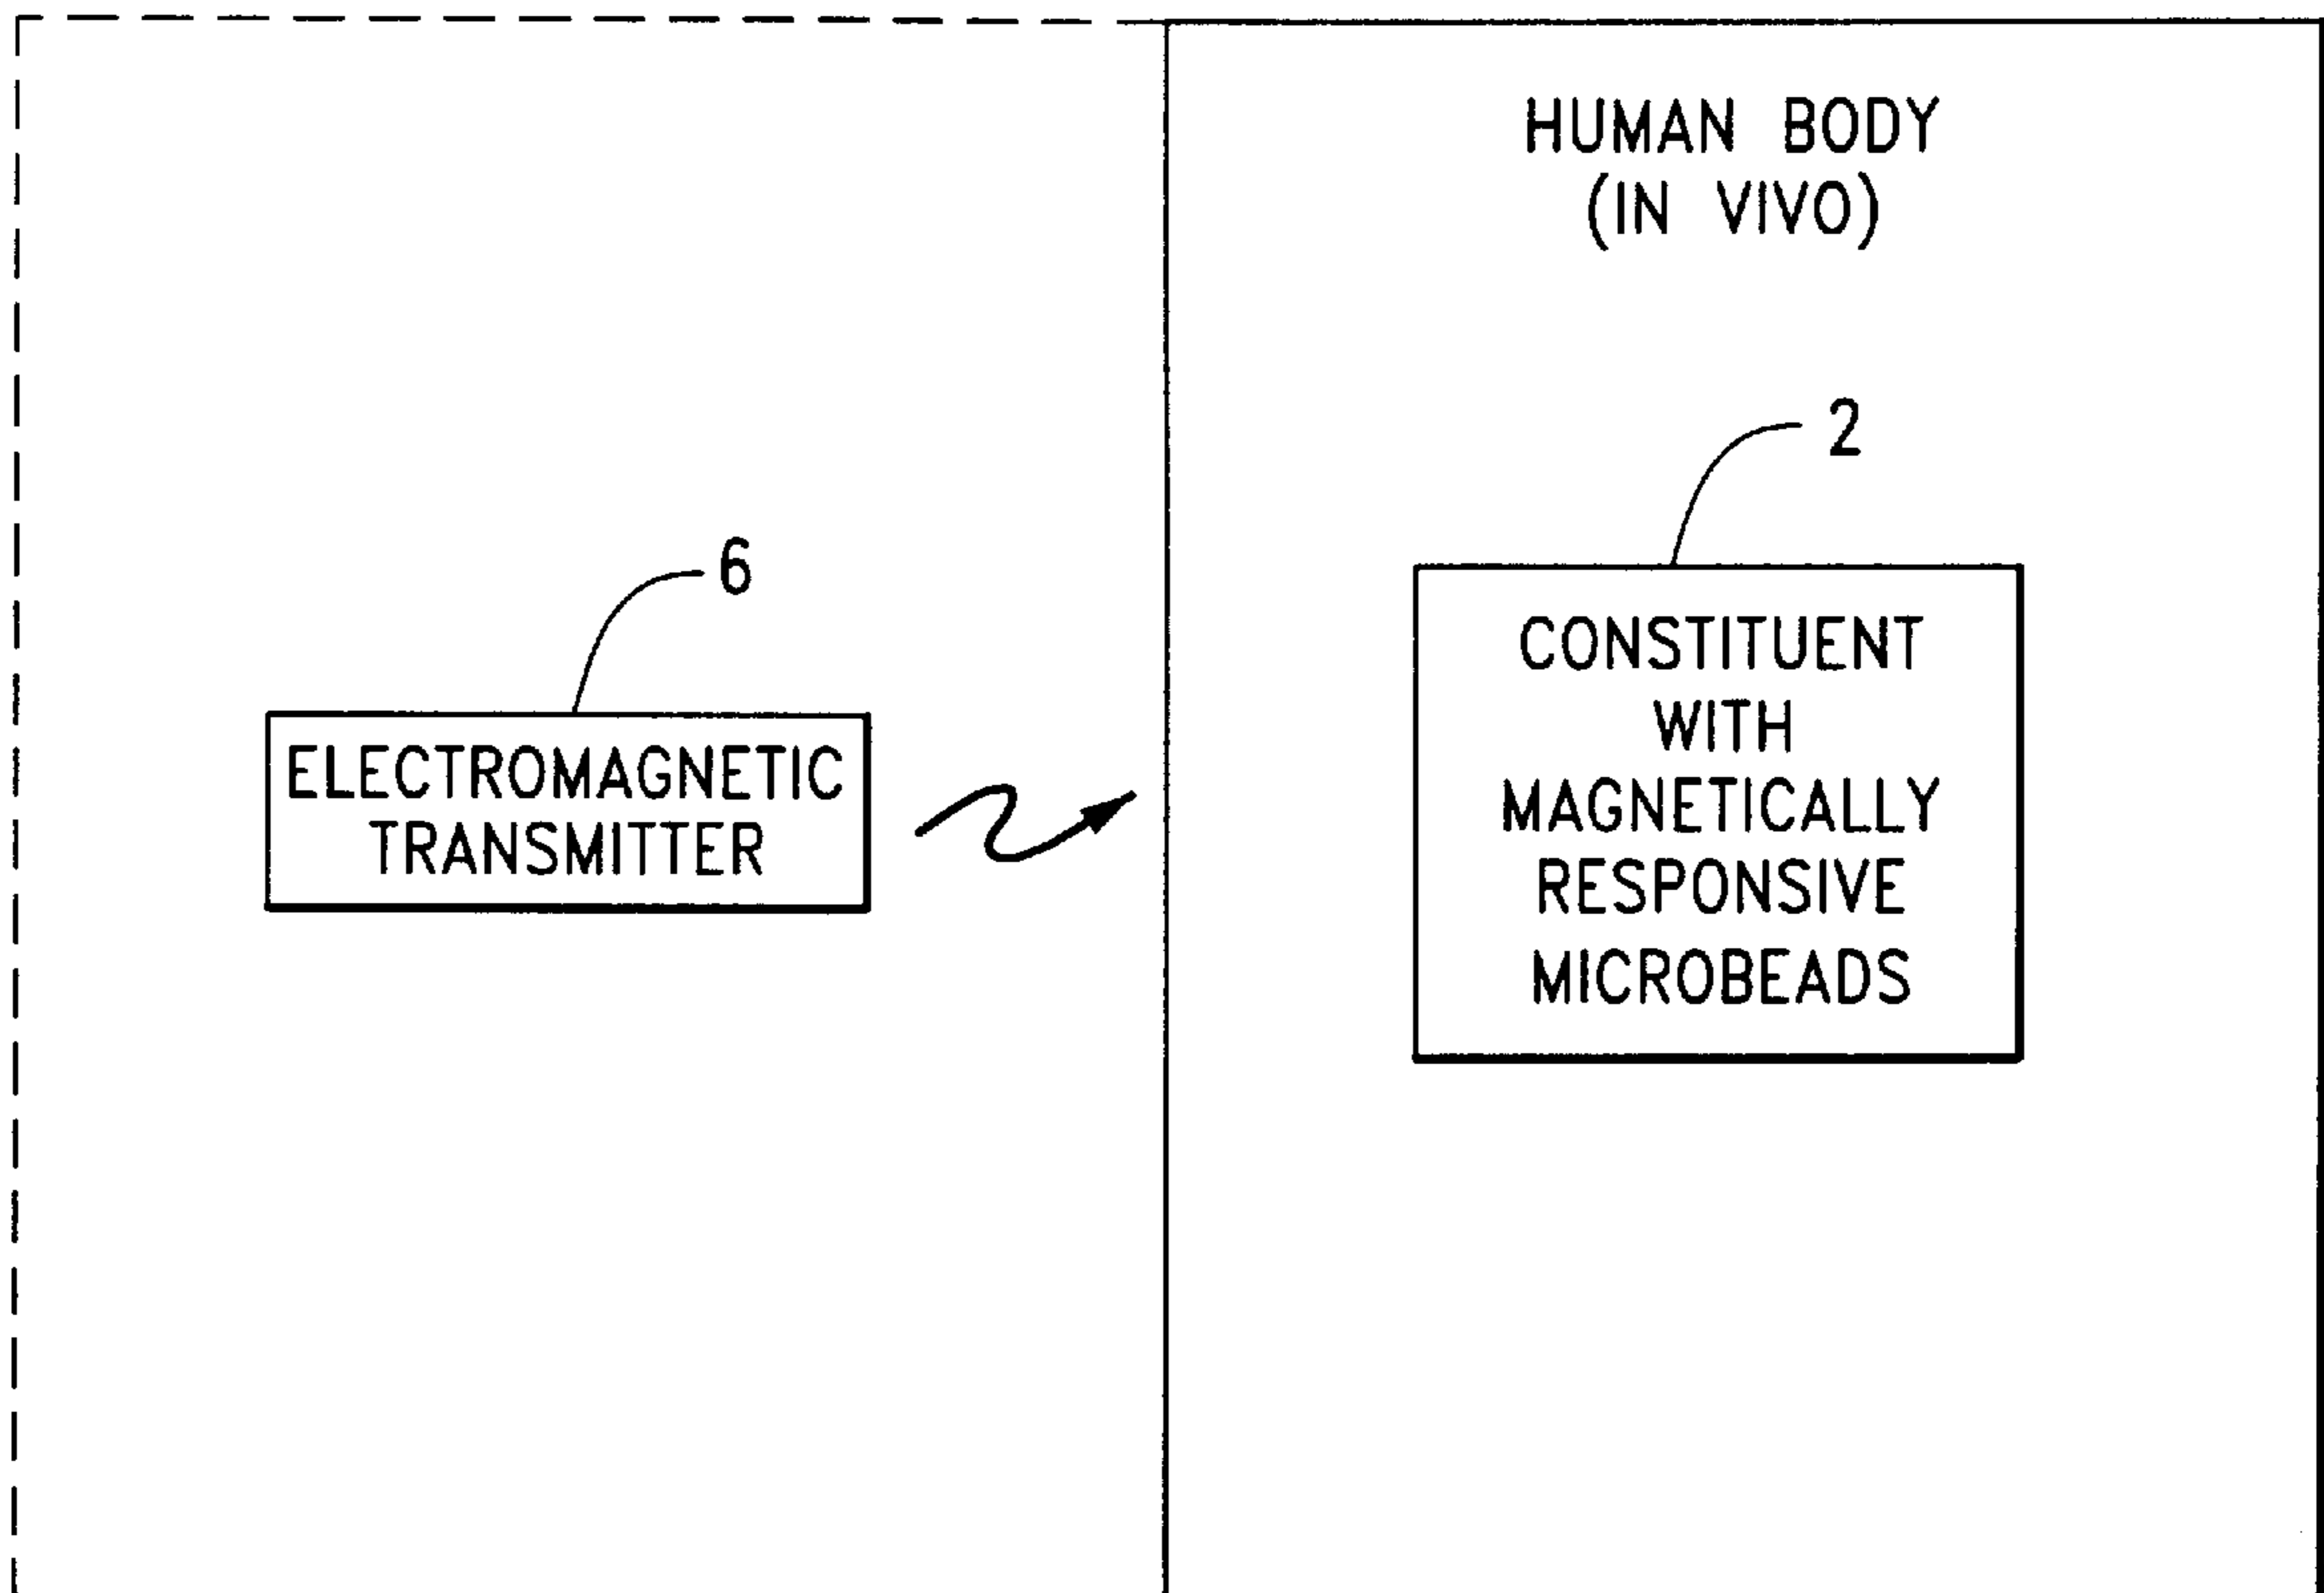 HUMAN BODY
(IN VIVO)
2
6
CONSTITUENT
WITH
MAGNETICALLY
RESPONSIVE
MICROBEADS
ELECTROMAGNETIC
TRANSMITTER